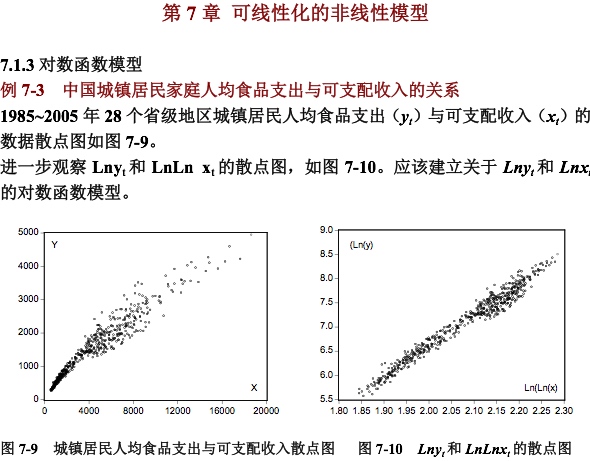 第 7 章 可线性化的非线性模型
7.1.3 对数函数模型
例 7-3 中国城镇居民家庭人均食品支出与可支配收入的关系
1985~2005 年 28 个省级地区城镇居民人均食品支出（yt）与可支配收入（xt）的
数据散点图如图 7-9。
进一步观察 Lnyt 和 LnLn xt 的散点图，如图 7-10。应该建立关于 Lnyt 和 Lnxt
的对数函数模型。
5000
4000
3000
2000
1000
0
Y
X
0 4000 8000 12000 16000 20000
9.0
8.5
8.0
7.5
7.0
6.5
6.0
5.5
(Ln(y)
Ln(Ln(x)
1.80 1.85 1.90 1.95 2.00 2.05 2.10 2.15 2.20 2.25 2.30
图 7-9 城镇居民人均食品支出与可支配收入散点图
图 7-10 Lnyt 和 LnLnxt 的散点图